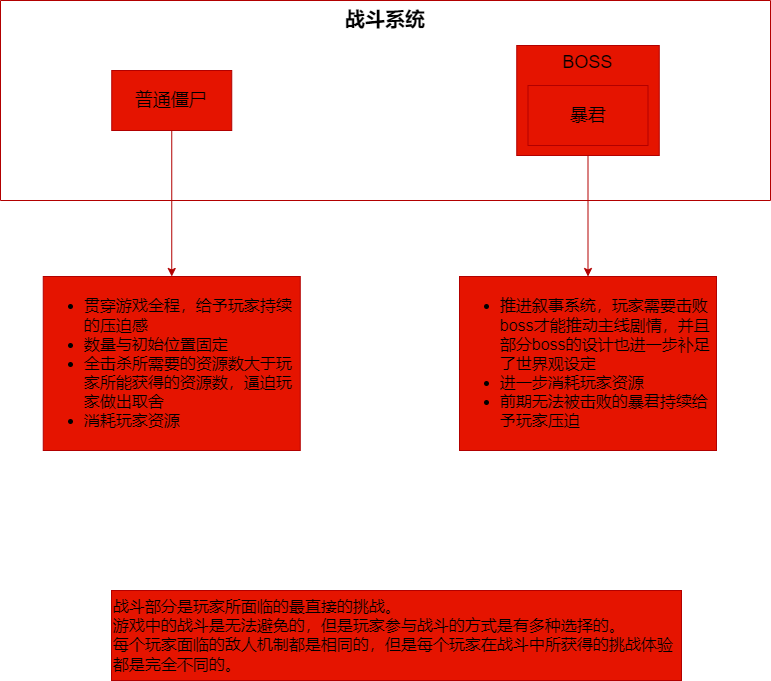 战斗系统
普通僵尸
BOSS
暴君
• 贯穿游戏全程，给予玩家持续
的压迫感
• 数量与初始位置固定
• 全击杀所需要的资源数大于玩
家所能获得的资源数，逼迫玩
家做出取舍
• 消耗玩家资源
• 推进叙事系统，玩家需要击败
boss才能推动主线剧情，并且
部分boss的设计也进一步补足
了世界观设定
• 进一步消耗玩家资源
• 前期无法被击败的暴君持续给
予玩家压迫
战斗部分是玩家所面临的最直接的挑战。
游戏中的战斗是无法避免的，但是玩家参与战斗的方式是有多种选择的。
每个玩家面临的敌人机制都是相同的，但是每个玩家在战斗中所获得的挑战体验
都是完全不同的。